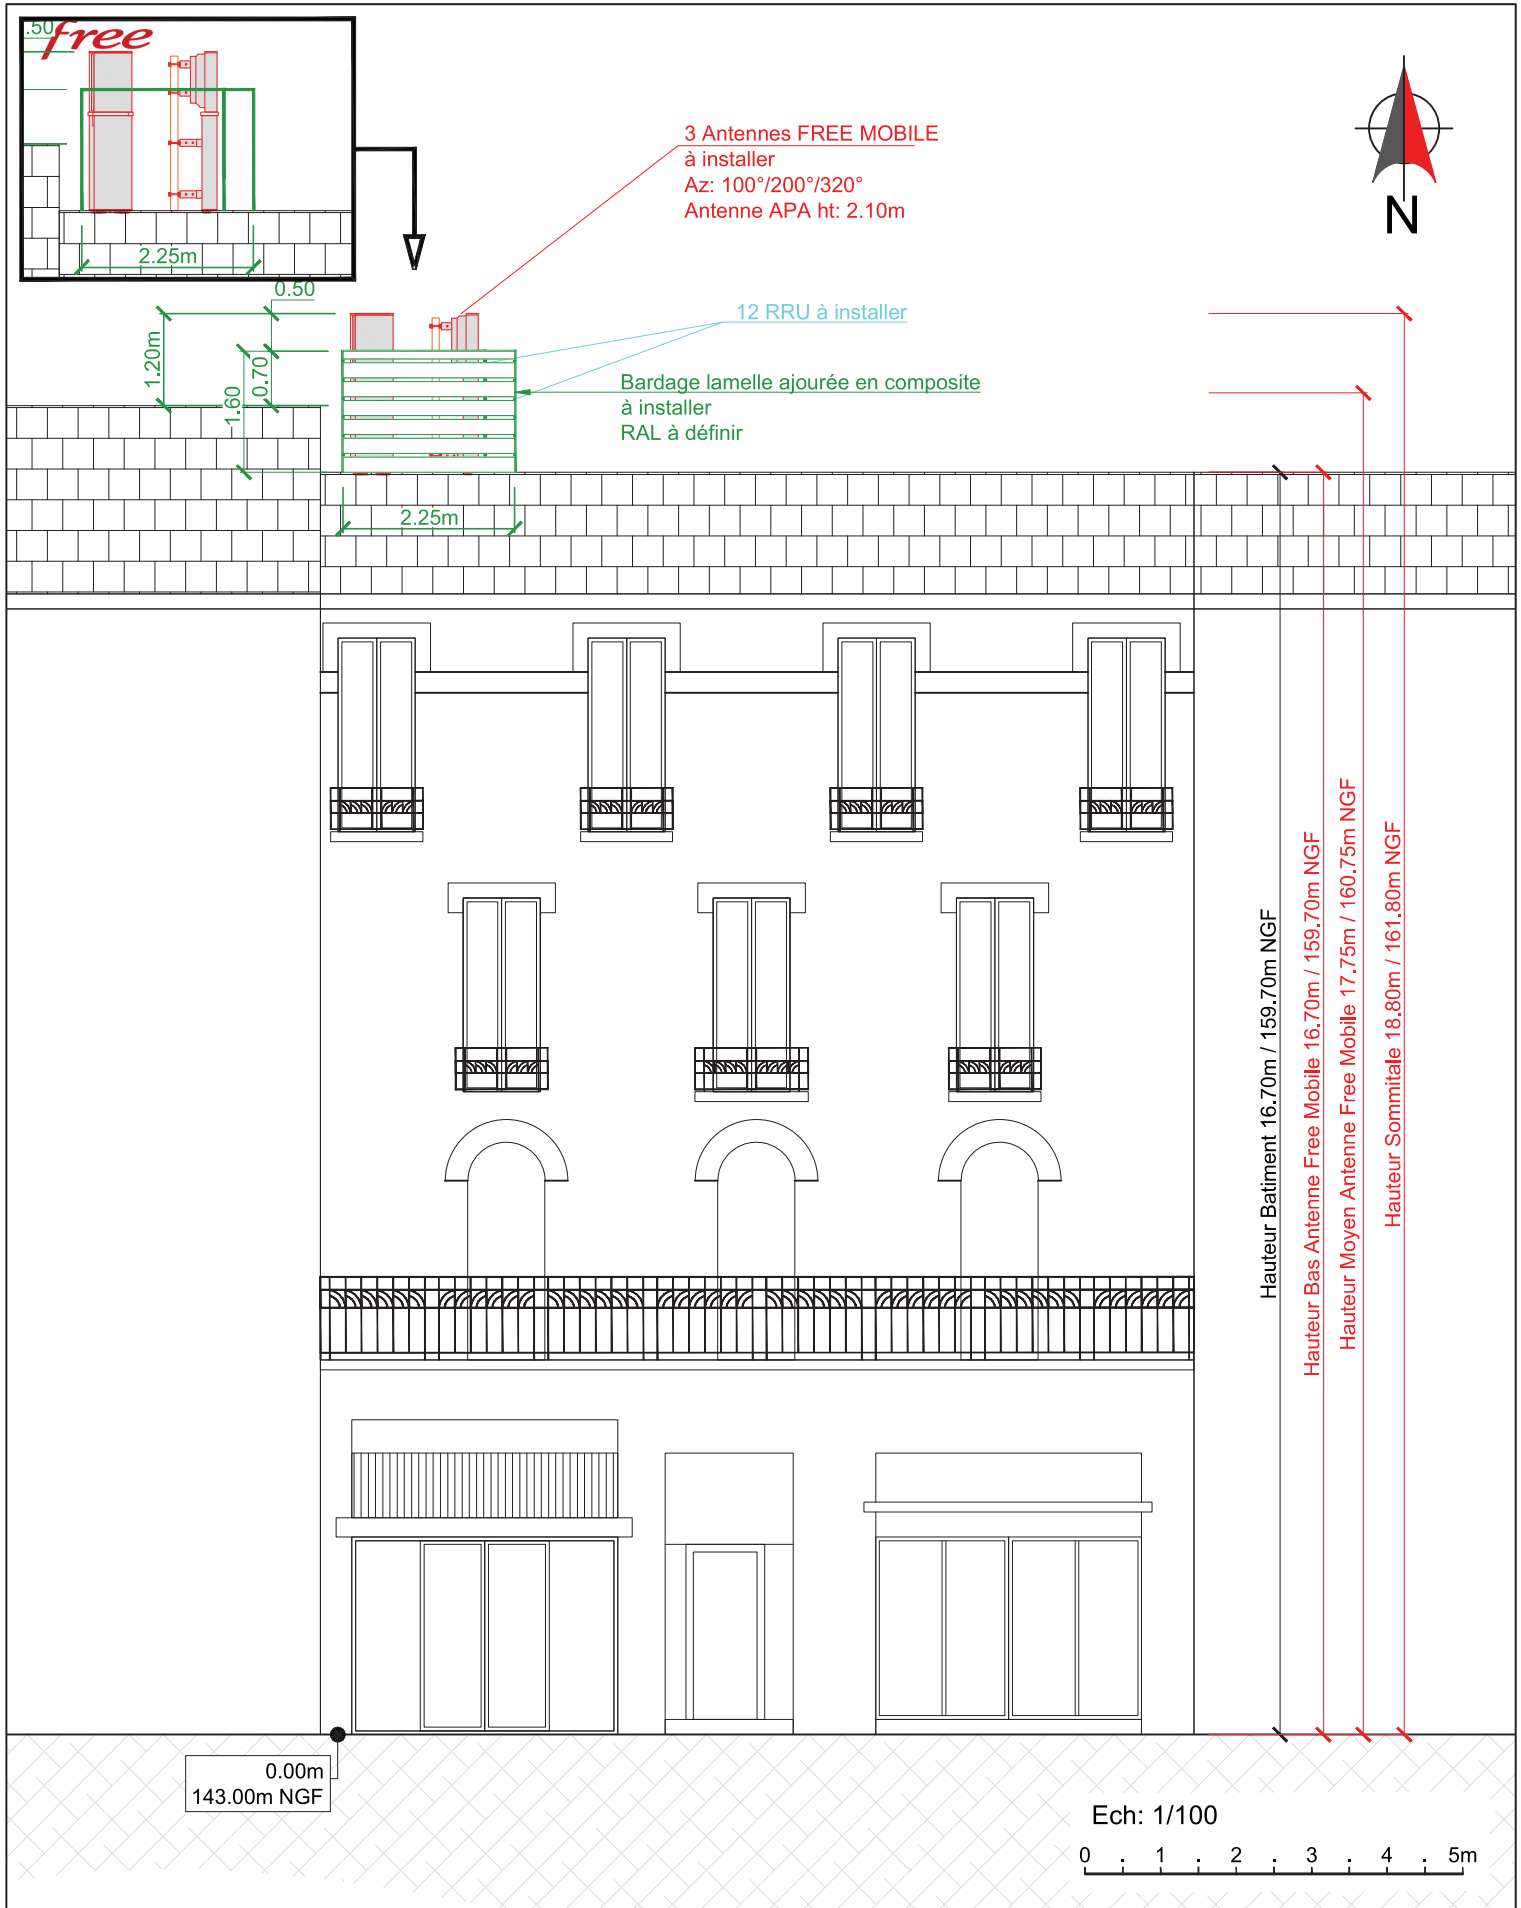 .50
free
2.25m
3 Antennes FREE MOBILE
à installer
Az: 100°/200°/320°
Antenne APA ht: 2.10m
N
0.50
1.20m
0.70
1.60
12 RRU à installer
Bardage lamelle ajourée en composite
à installer
RAL à définir
2.25m
Hauteur Batiment 16.70m / 159.70m NGF
Hauteur Bas Antenne Free Mobile 16.70m / 159.70m NGF
Hauteur Moyen Antenne Free Mobile 17.75m / 160.75m NGF
Hauteur Sommitale 18.80m / 161.80m NGF
0.00m
143.00m NGF
Ech: 1/100
0 . 1 . 2 . 3 . 4 . 5m